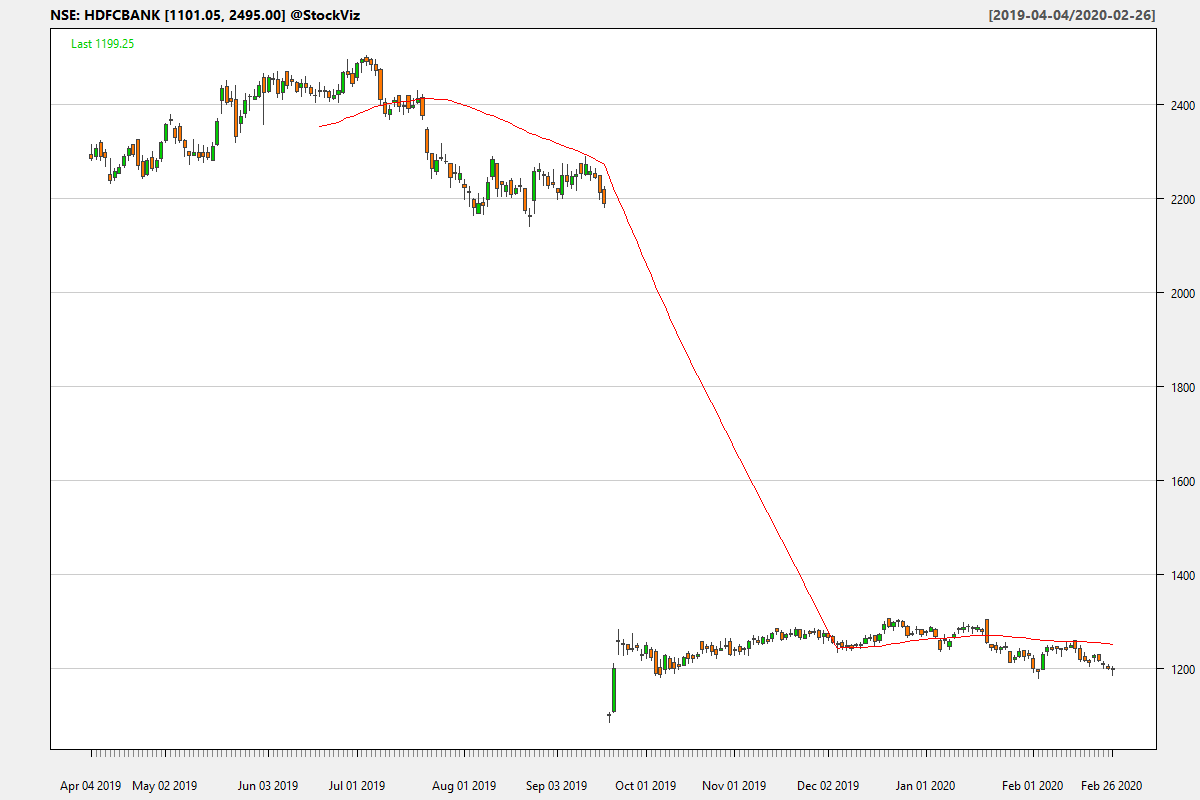 NSE: HDFCBANK [1101.05, 2495.00] @StockViz [2019-04-04/2020-02-26]
Last 1199.25
2400
2200
2000
1800
1600
1400
1200
Apr 04 2019 May 02 2019 Jun 03 2019 Jul 01 2019 Aug 01 2019 Sep 03 2019 Oct 01 2019 Nov 01 2019 Dec 02 2019 Jan 01 2020 Feb 01 2020 Feb 26 2020